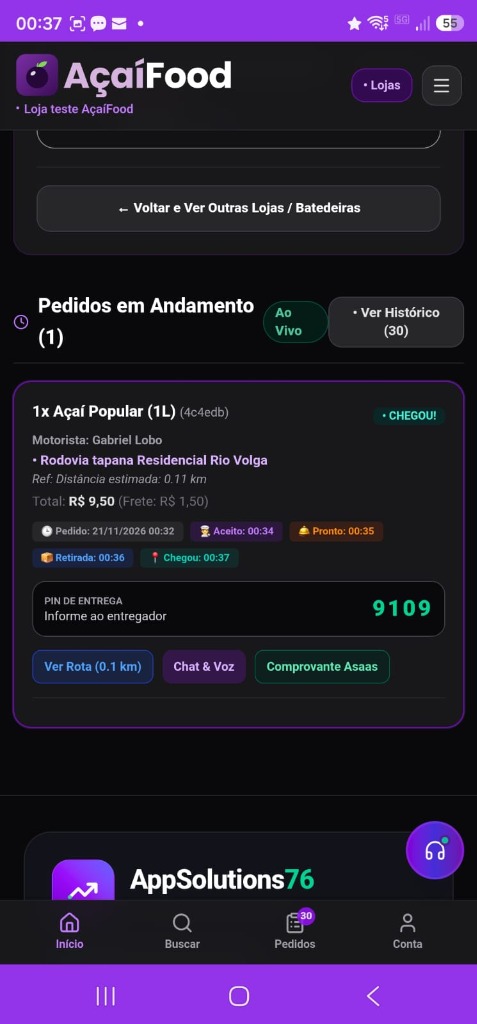 00:37
5G
55
AçaíFood
• Loja teste AçaíFood
• Lojas
← Voltar e Ver Outras Lojas / Batedeiras
Pedidos em Andamento
(1)
Ao
Vivo
• Ver Histórico
(30)
1x Açaí Popular (1L) (4c4edb)
• CHEGOU!
Motorista: Gabriel Lobo
• Rodovia tapana Residencial Rio Volga
Ref: Distância estimada: 0.11 km
Total: R$ 9,50 (Frete: R$ 1,50)
Pedido: 21/11/2026 00:32
Aceito: 00:34
Pronto: 00:35
Retirada: 00:36
Chegou: 00:37
PIN DE ENTREGA
Informe ao entregador
9109
Ver Rota (0.1 km)
Chat & Voz
Comprovante Asaas
AppSolutions76
30
Início
Buscar
Pedidos
Conta